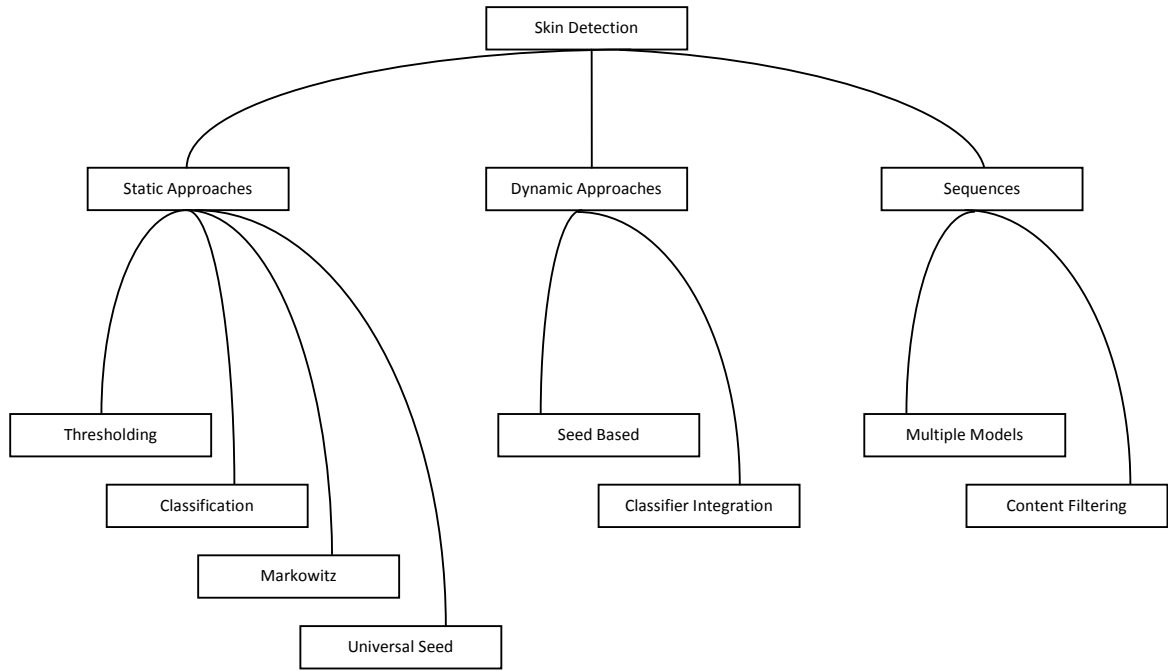 Skin Detection
Static Approaches
Dynamic Approaches
Sequences
Thresholding
Seed Based
Multiple Models
Classification
Classifier Integration
Content Filtering
Markowitz
Universal Seed